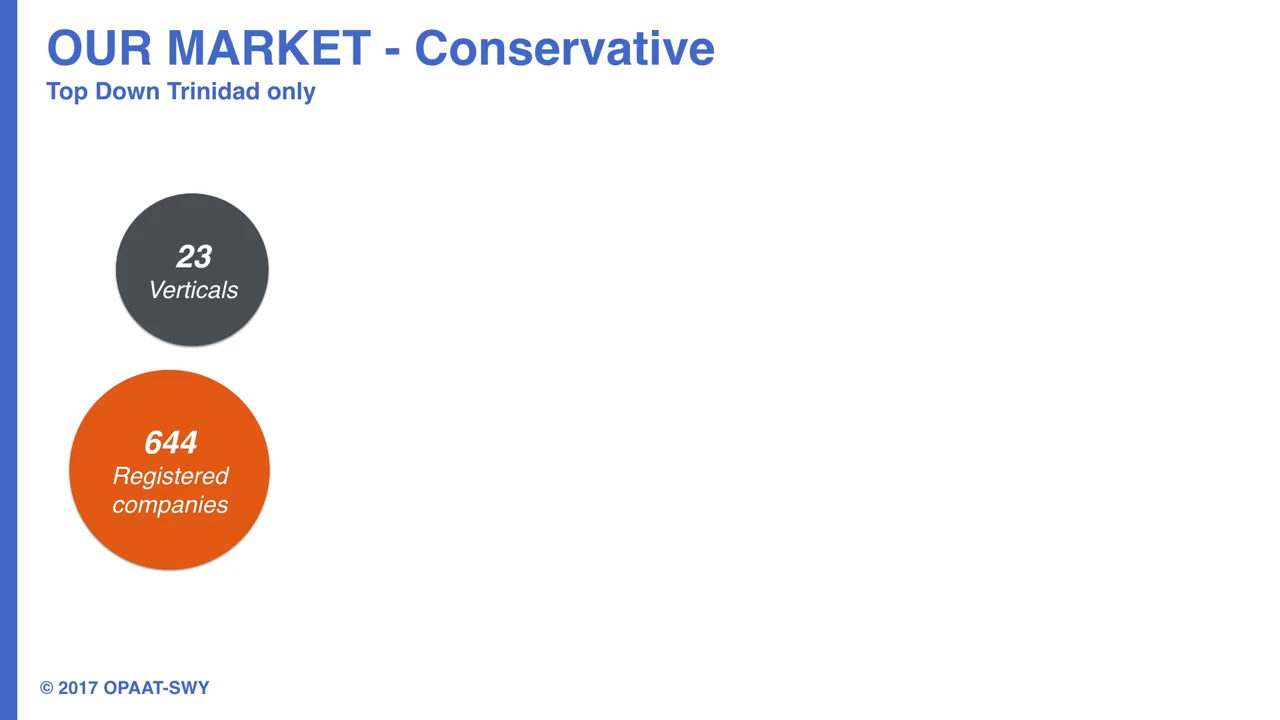 OUR MARKET - Conservative
Top Down Trinidad only
23
Verticals
644
Registered
companies
© 2017 OPAAT-SWY